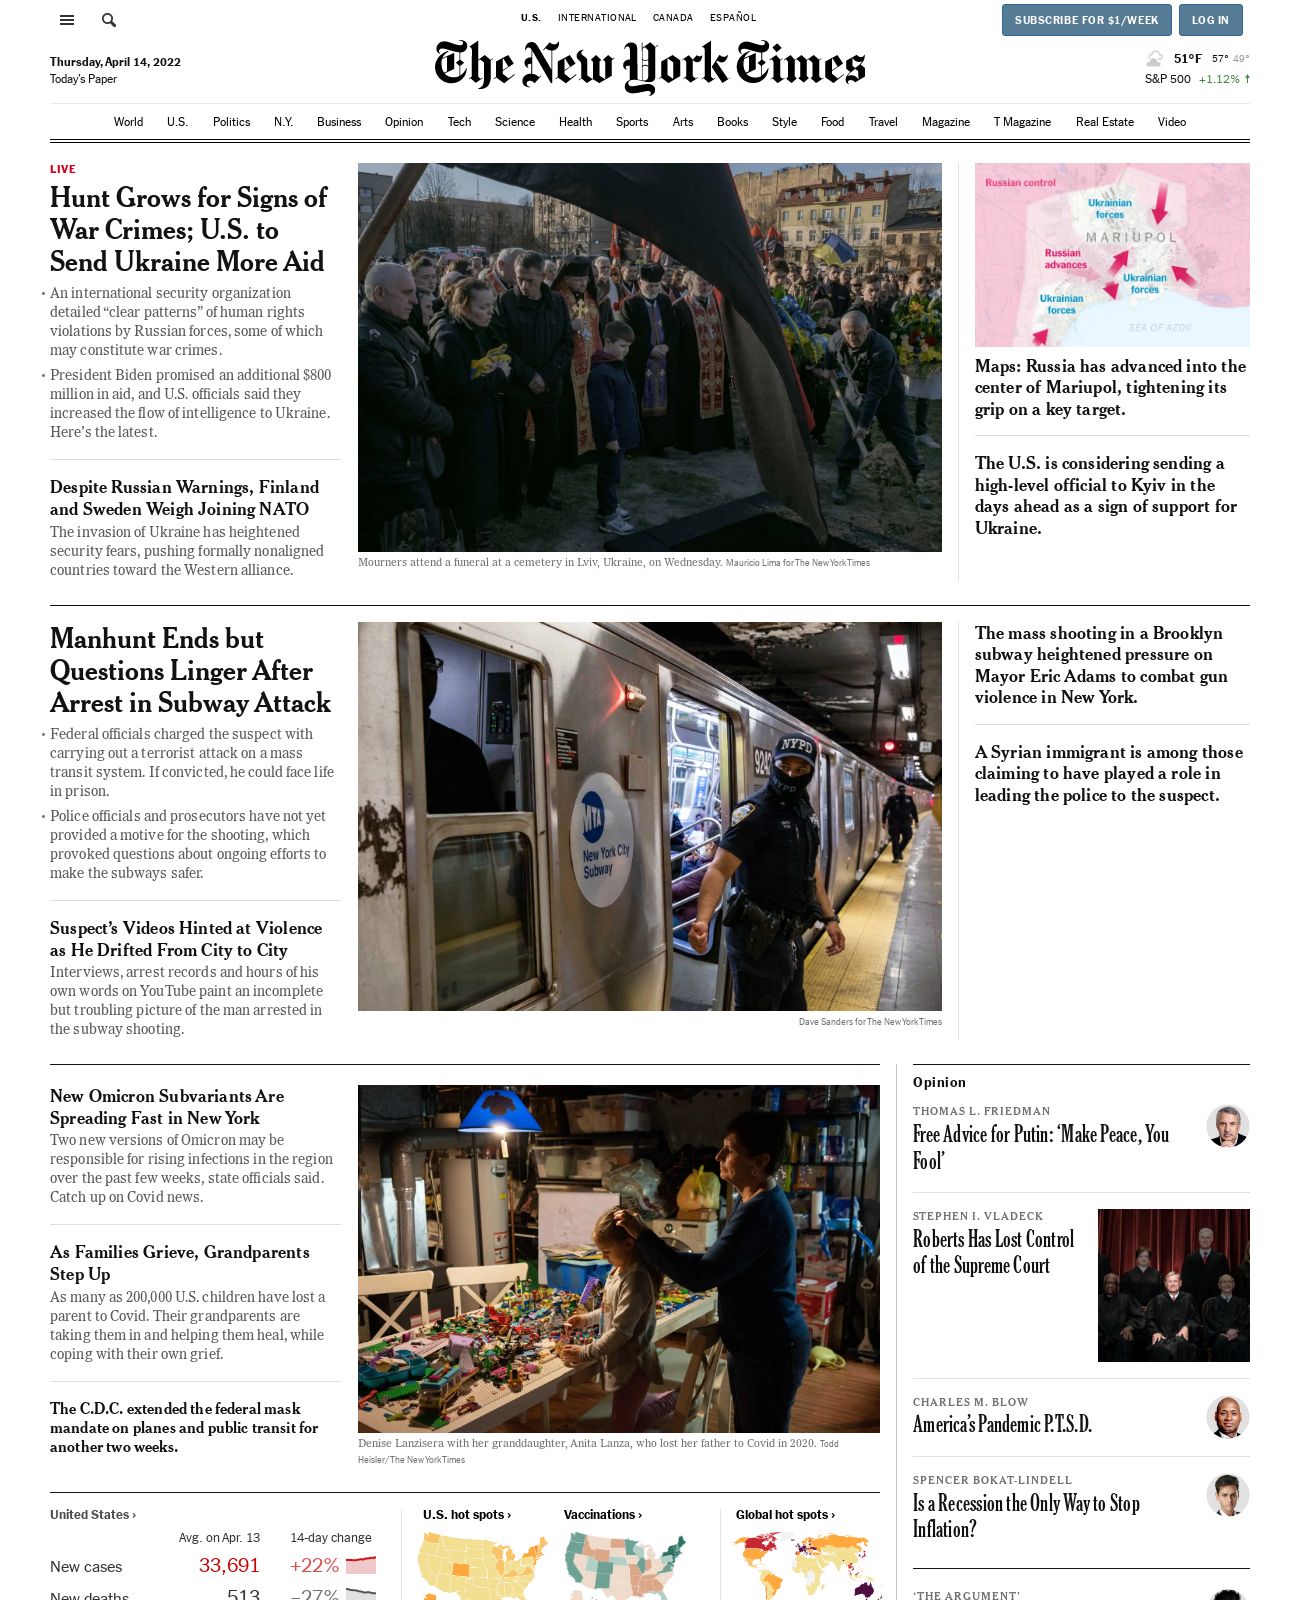 U.S. INTERNATIONAL CANADA ESPAÑOL
SUBSCRIBE FOR $1/WEEK
LOG IN
Thursday, April 14, 2022
Today's Paper
The New York Times
51°F 57° 49°
S&P 500 +1.12% ↑
World U.S. Politics N.Y. Business Opinion Tech Science Health Sports Arts Books Style Food Travel Magazine T Magazine Real Estate Video
LIVE
Hunt Grows for Signs of
War Crimes; U.S. to
Send Ukraine More Aid
• An international security organization
detailed “clear patterns” of human rights
violations by Russian forces, some of which
may constitute war crimes.
• President Biden promised an additional $800
million in aid, and U.S. officials said they
increased the flow of intelligence to Ukraine.
Here’s the latest.
Despite Russian Warnings, Finland
and Sweden Weigh Joining NATO
The invasion of Ukraine has heightened
security fears, pushing formally nonaligned
countries toward the Western alliance.
Mourners attend a funeral at a cemetery in Lviv, Ukraine, on Wednesday. Mauricio Lima for The New York Times
Russian control
Ukrainian
forces
MARIUPOL
Russian
advances
Ukrainian
forces
Ukrainian
forces
SEA OF AZOV
Maps: Russia has advanced into the
center of Mariupol, tightening its
grip on a key target.
The U.S. is considering sending a
high-level official to Kyiv in the
days ahead as a sign of support for
Ukraine.
Manhunt Ends but
Questions Linger After
Arrest in Subway Attack
• Federal officials charged the suspect with
carrying out a terrorist attack on a mass
transit system. If convicted, he could face life
in prison.
• Police officials and prosecutors have not yet
provided a motive for the shooting, which
provoked questions about ongoing efforts to
make the subways safer.
Suspect’s Videos Hinted at Violence
as He Drifted From City to City
Interviews, arrest records and hours of his
own words on YouTube paint an incomplete
but troubling picture of the man arrested in
the subway shooting.
MTA
New York City
Subway
NYPD
NYPD
Dave Sanders for The New York Times
The mass shooting in a Brooklyn
subway heightened pressure on
Mayor Eric Adams to combat gun
violence in New York.
A Syrian immigrant is among those
claiming to have played a role in
leading the police to the suspect.
New Omicron Subvariants Are
Spreading Fast in New York
Two new versions of Omicron may be
responsible for rising infections in the region
over the past few weeks, state officials said.
Catch up on Covid news.
As Families Grieve, Grandparents
Step Up
As many as 200,000 U.S. children have lost a
parent to Covid. Their grandparents are
taking them in and helping them heal, while
coping with their own grief.
The C.D.C. extended the federal mask
mandate on planes and public transit for
another two weeks.
Denise Lanzisera with her granddaughter, Anita Lanza, who lost her father to Covid in 2020. Todd
Heisler/The New York Times
Opinion
THOMAS L. FRIEDMAN
Free Advice for Putin: ‘Make Peace, You
Fool’
STEPHEN I. VLADECK
Roberts Has Lost Control
of the Supreme Court
CHARLES M. BLOW
America’s Pandemic P.T.S.D.
SPENCER BOKAT-LINDELL
Is a Recession the Only Way to Stop
Inflation?
‘THE ARGUMENT’
United States ›
Avg. on Apr. 13 14-day change
New cases 33,691 +22%
New deaths 513 –27%
U.S. hot spots ›
Vaccinations ›
Global hot spots ›